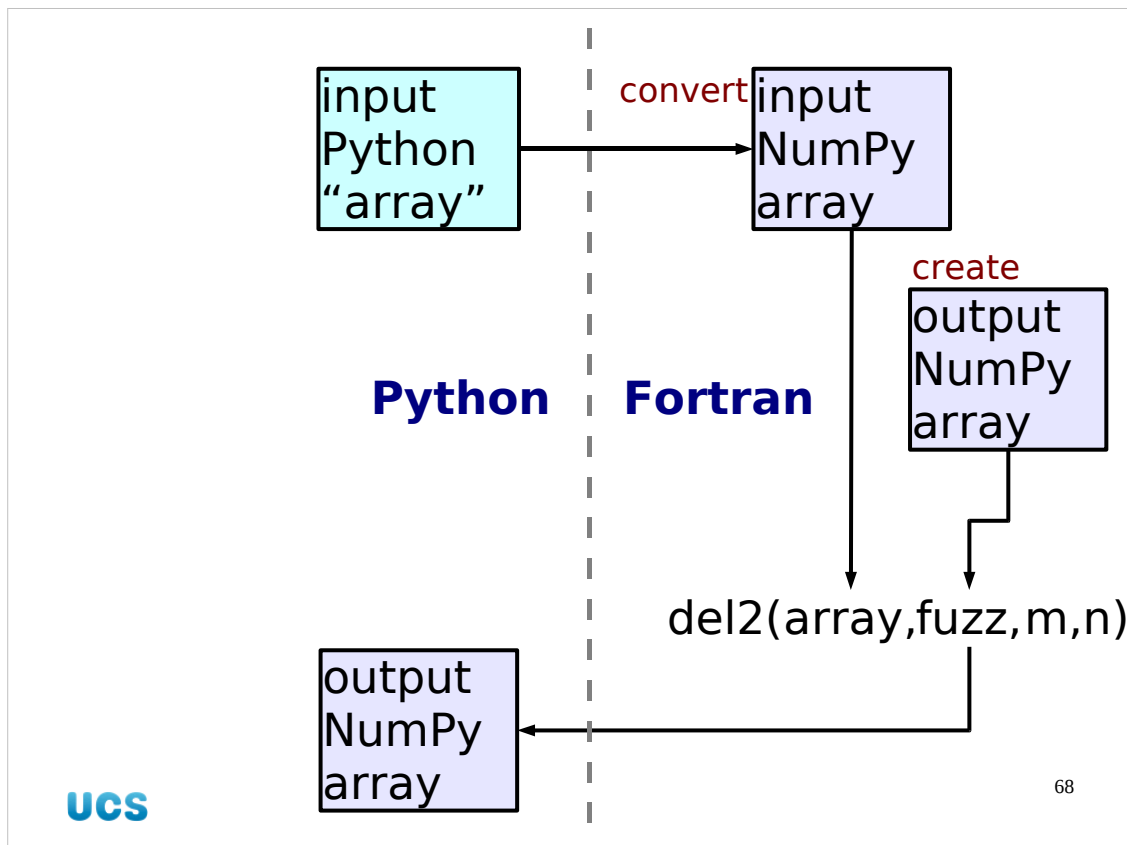 input
Python
“array”
convert
input
NumPy
array
create
output
NumPy
array
Python
Fortran
del2(array,fuzz,m,n)
output
NumPy
array
UCS
68